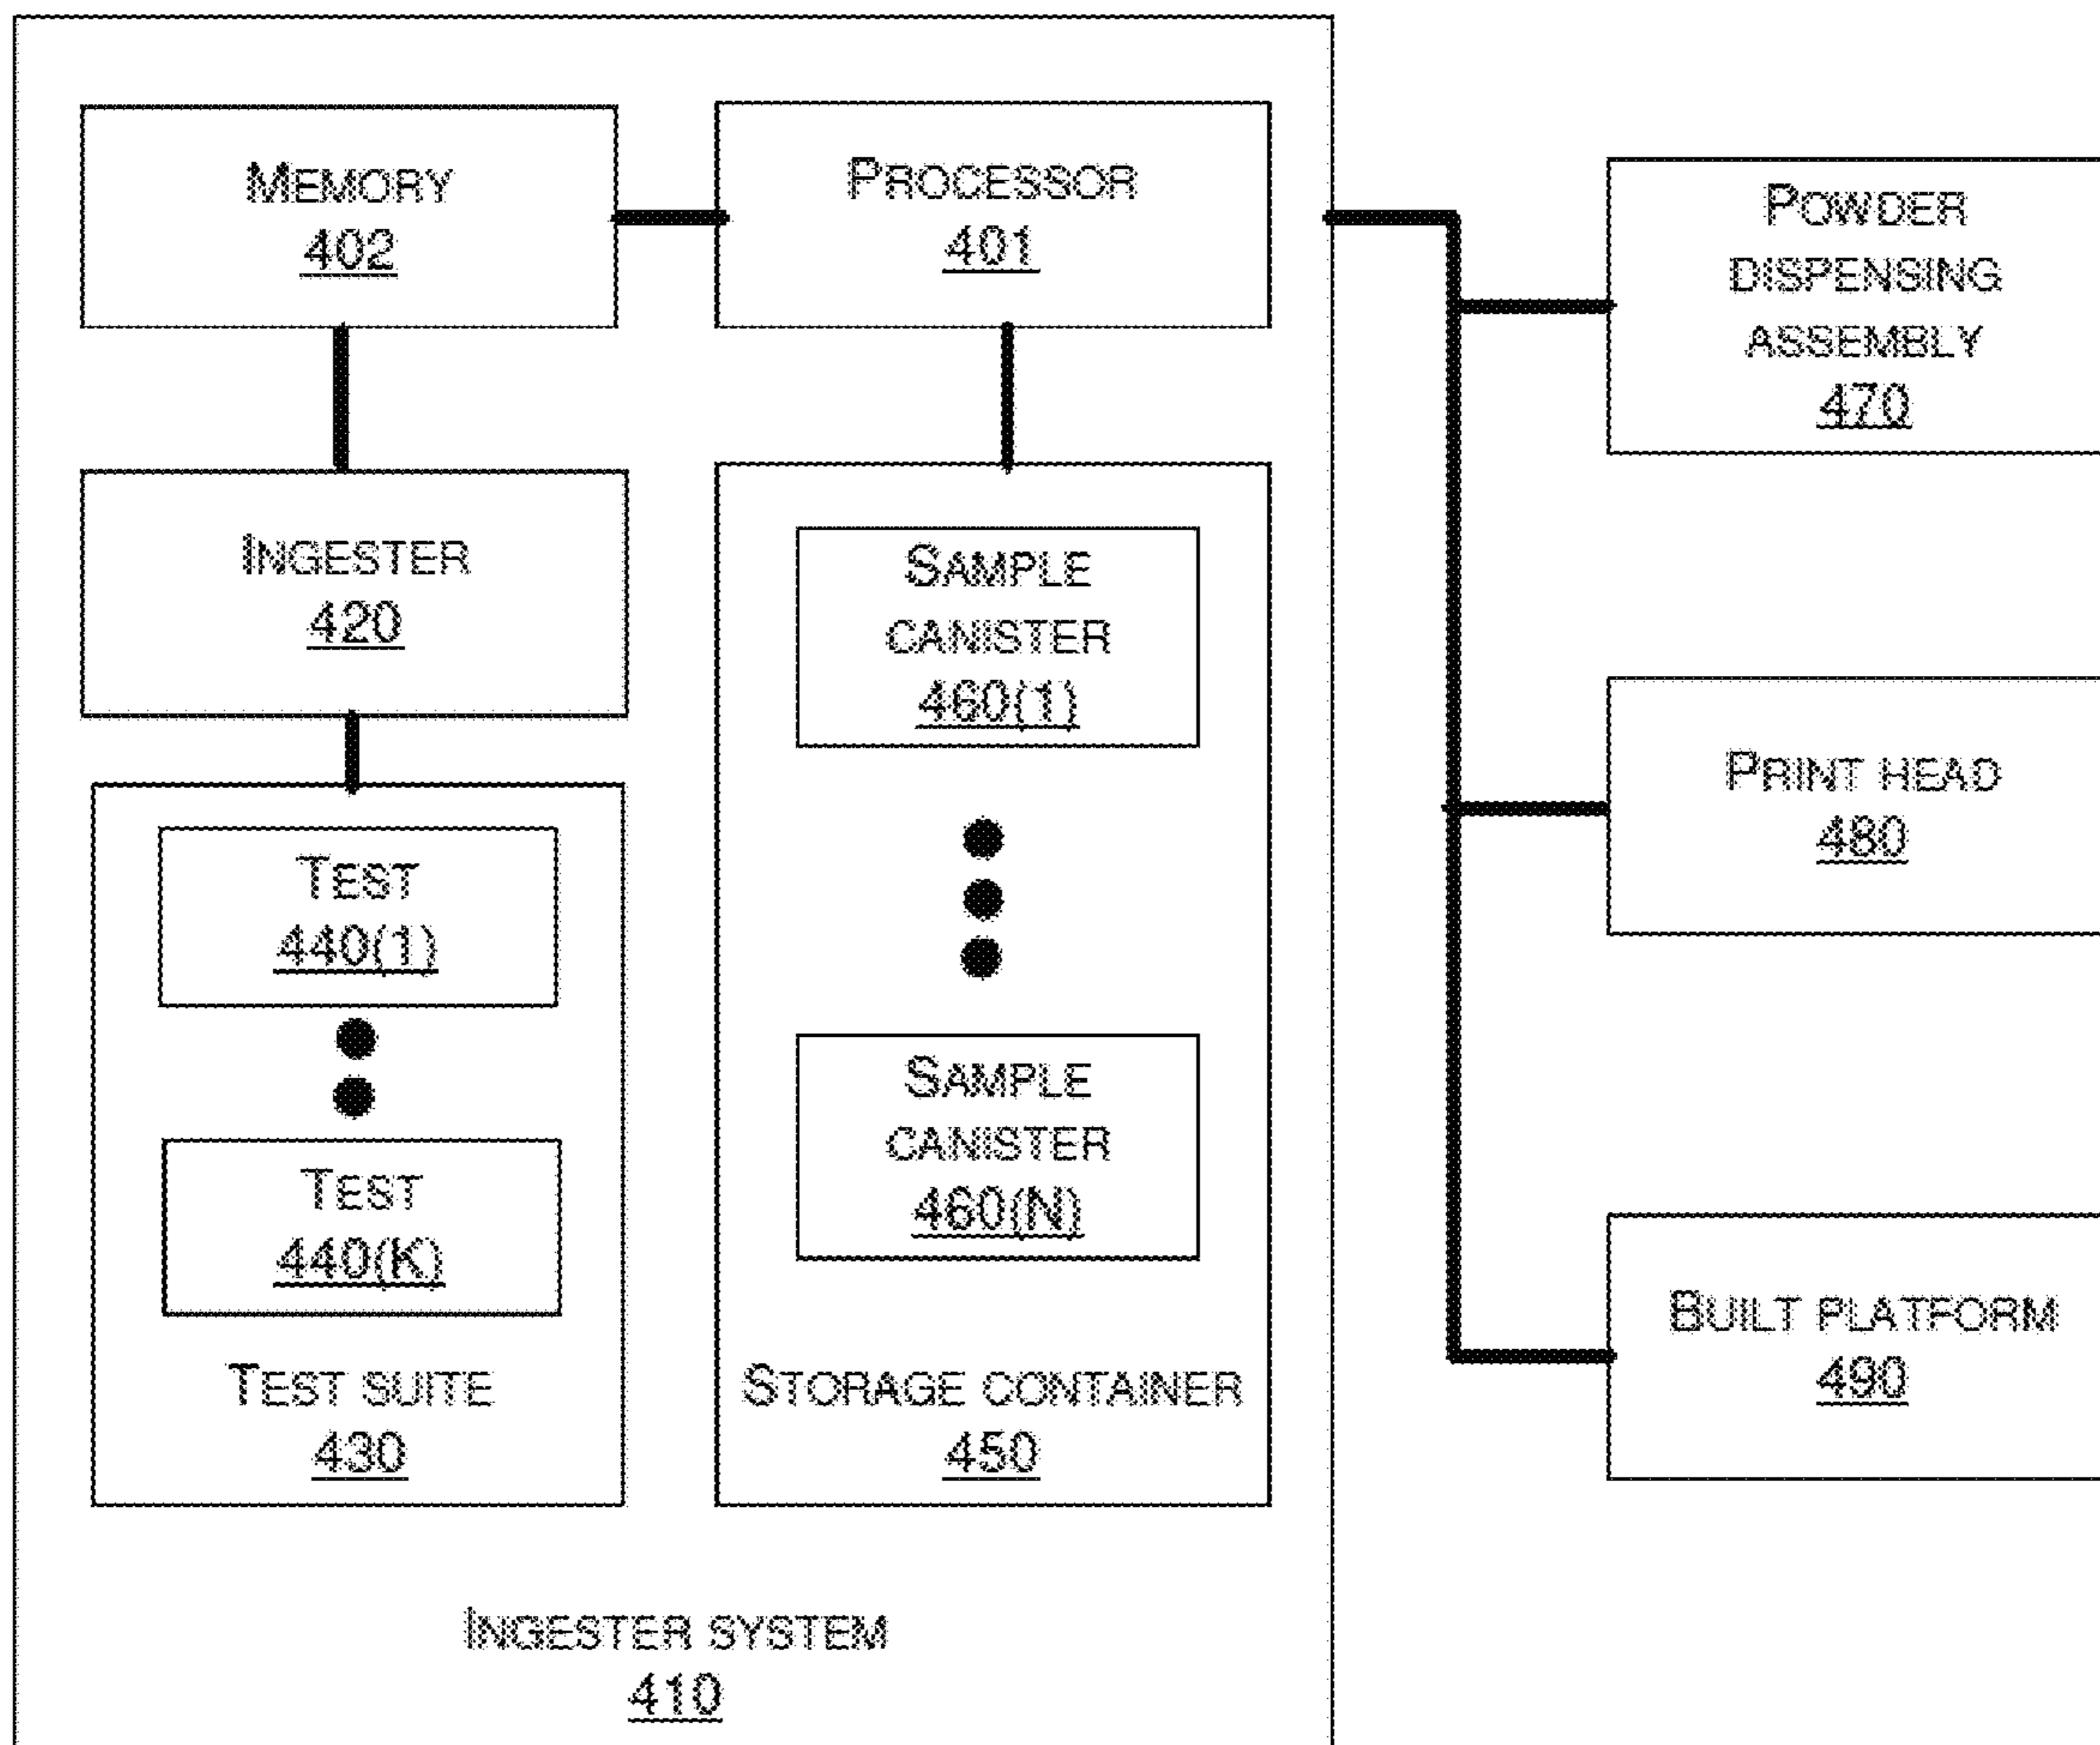 MEMORY
402
PROCESSOR
401
INGESTER
420
TEST
440(1)
TEST
440(K)
TEST SUITE
430
SAMPLE
CANISTER
460(1)
SAMPLE
CANISTER
460(N)
STORAGE CONTAINER
450
INGESTER SYSTEM
410
POWDER
DISPENSING
ASSEMBLY
470
PRINT HEAD
480
BUILT PLATFORM
490